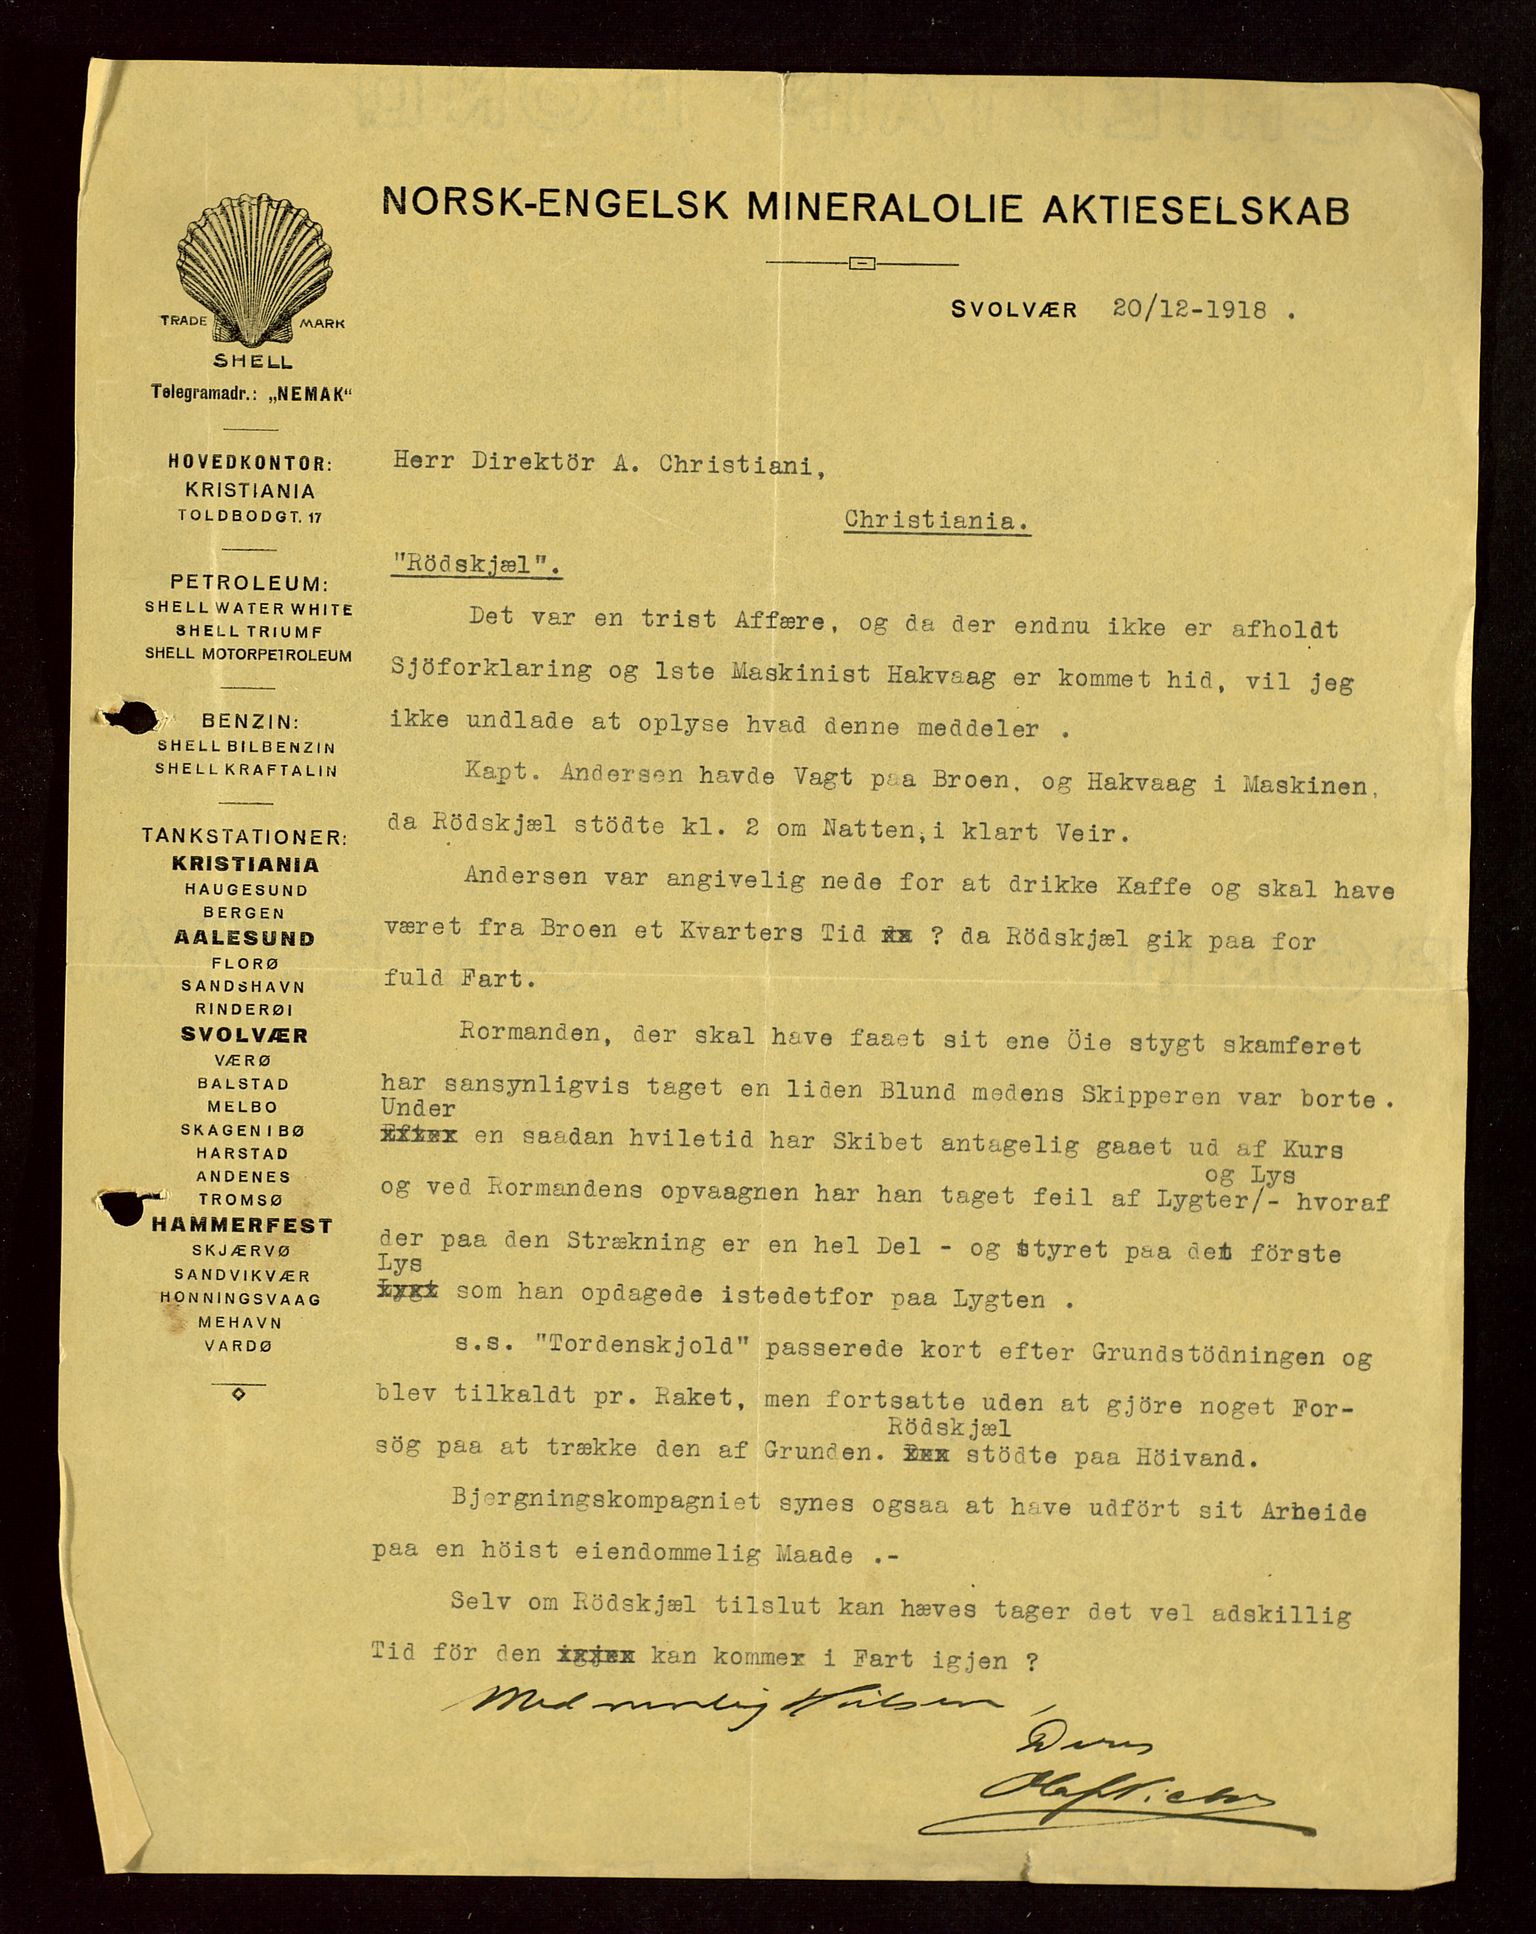 NORSK-ENGELSK MINERALOLIE AKTIESELSKAB
TRADE MARK
SHELL
Telegramadr.: „NEMAK“
SVOLVÆR 20/12-1918 .
HOVEDKONTOR:
KRISTIANIA
TOLDBODGT. 17
PETROLEUM:
SHELL WATER WHITE
SHELL TRIUMF
SHELL MOTORPETROLEUM
BENZIN:
SHELL BILBENZIN
SHELL KRAFTALIN
TANKSTATIONER:
KRISTIANIA
HAUGESUND
BERGEN
AALESUND
FLORØ
SANDSHAVN
RINDERØI
SVOLVÆR
VÆRØ
BALSTAD
MELBO
SKAGEN I BØ
HARSTAD
ANDENES
TROMSØ
HAMMERFEST
SKJÆRVØ
SANDVIKVÆR
HONNINGSVAAG
MEHAVN
VARDØ
Herr Direktör A. Christiani,
Christiania.
"Rödskjæl".
Det var en trist Affære, og da der endnu ikke er afholdt
Sjöforklaring og 1ste Maskinist Hakvaag er kommet hid, vil jeg
ikke undlade at oplyse hvad denne meddeler .
Kapt. Andersen havde Vagt paa Broen, og Hakvaag i Maskinen,
da Rödskjæl stödte kl. 2 om Natten, i klart Veir.
Andersen var angivelig nede for at drikke Kaffe og skal have
været fra Broen et Kvarters Tid ? da Rödskjæl gik paa for
fuld Fart.
Rormanden, der skal have faaet sit ene Öie stygt skamferet
har sansynligvis taget en liden Blund medens Skipperen var borte.
Under
Efter en saadan hviletid har Skibet antagelig gaaet ud af Kurs
og Lys
og ved Rormandens opvaagnen har han taget feil af Lygter/- hvoraf
der paa den Strækning er en hel Del - og styret paa det förste
Lys
Lygt som han opdagede istedetfor paa Lygten .
s.s. "Tordenskjold" passerede kort efter Grundstödningen og
blev tilkaldt pr. Raket, men fortsatte uden at gjöre noget For-
Rödskjæl
sög paa at trække den af Grunden. stödte paa Höivand.
Bjergningskompagniet synes ogsaa at have udfört sit Arbeide
paa en höist eiendommelig Maade .-
Selv om Rödskjæl tilslut kan hæves tager det vel adskillig
Tid för den igjen kan kommer i Fart igjen ?
Med venlig Hilsen,
Deres